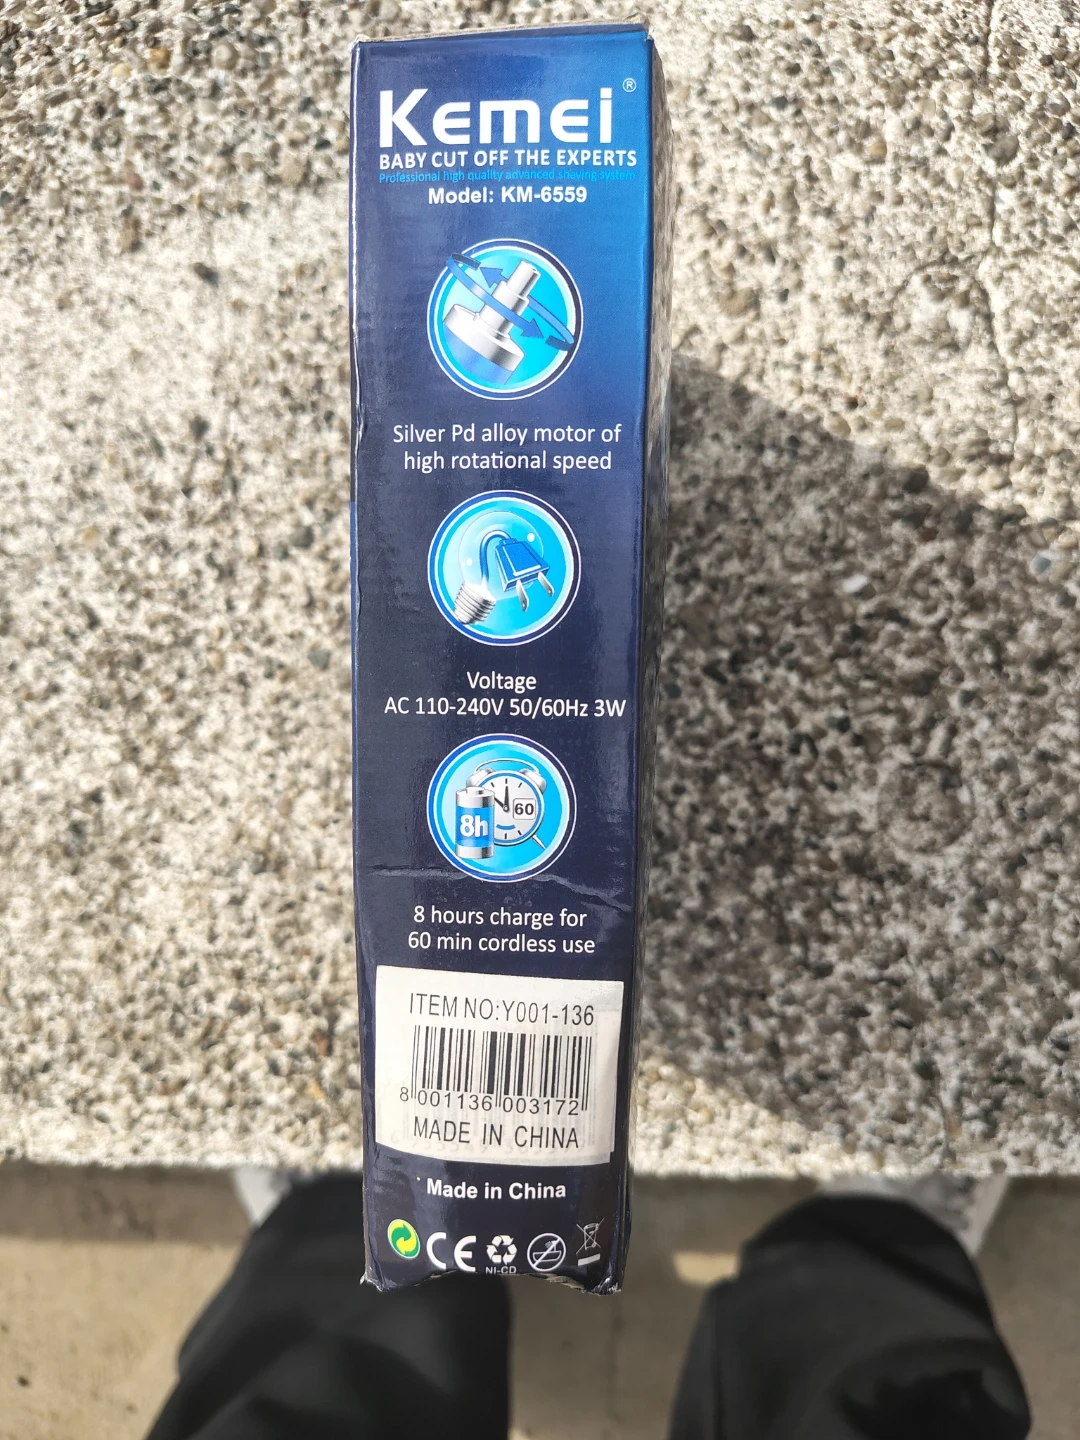 Kemei ®
BABY CUT OFF THE EXPERTS
Professional high quality advanced shaving system
Model: KM-6559
Silver Pd alloy motor of
high rotational speed
Voltage
AC 110-240V 50/60Hz 3W
8h
60
8 hours charge for
60 min cordless use
ITEM NO:Y001-136
8 001136 003172
MADE IN CHINA
Made in China
CE
NI-CD